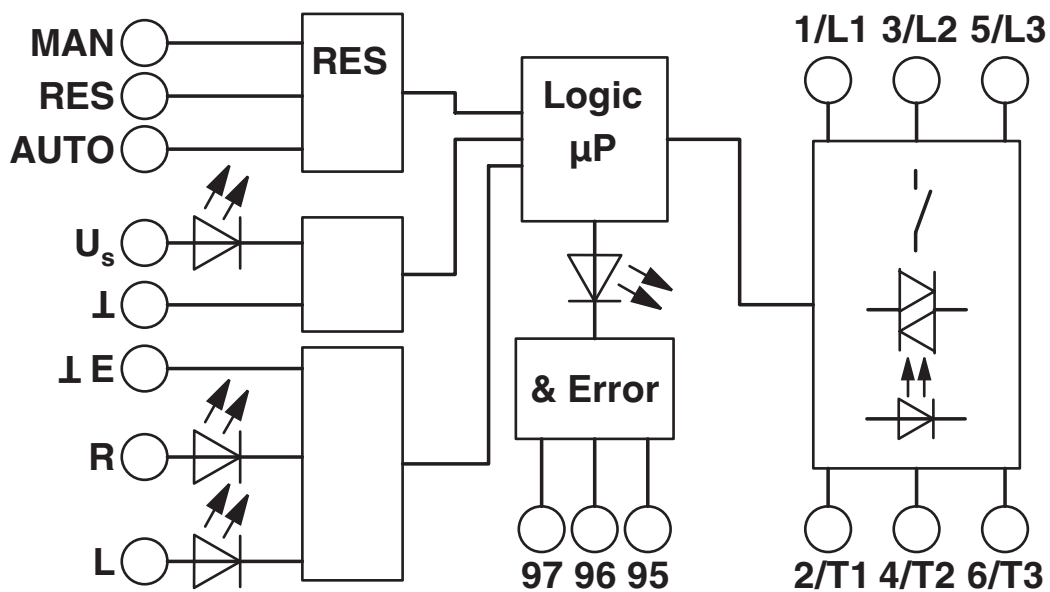 MAN
RES
AUTO
RES
U_s
⊥
⊥ E
R
L
Logic
µP
& Error
97 96 95
1/L1 3/L2 5/L3
2/T1 4/T2 6/T3